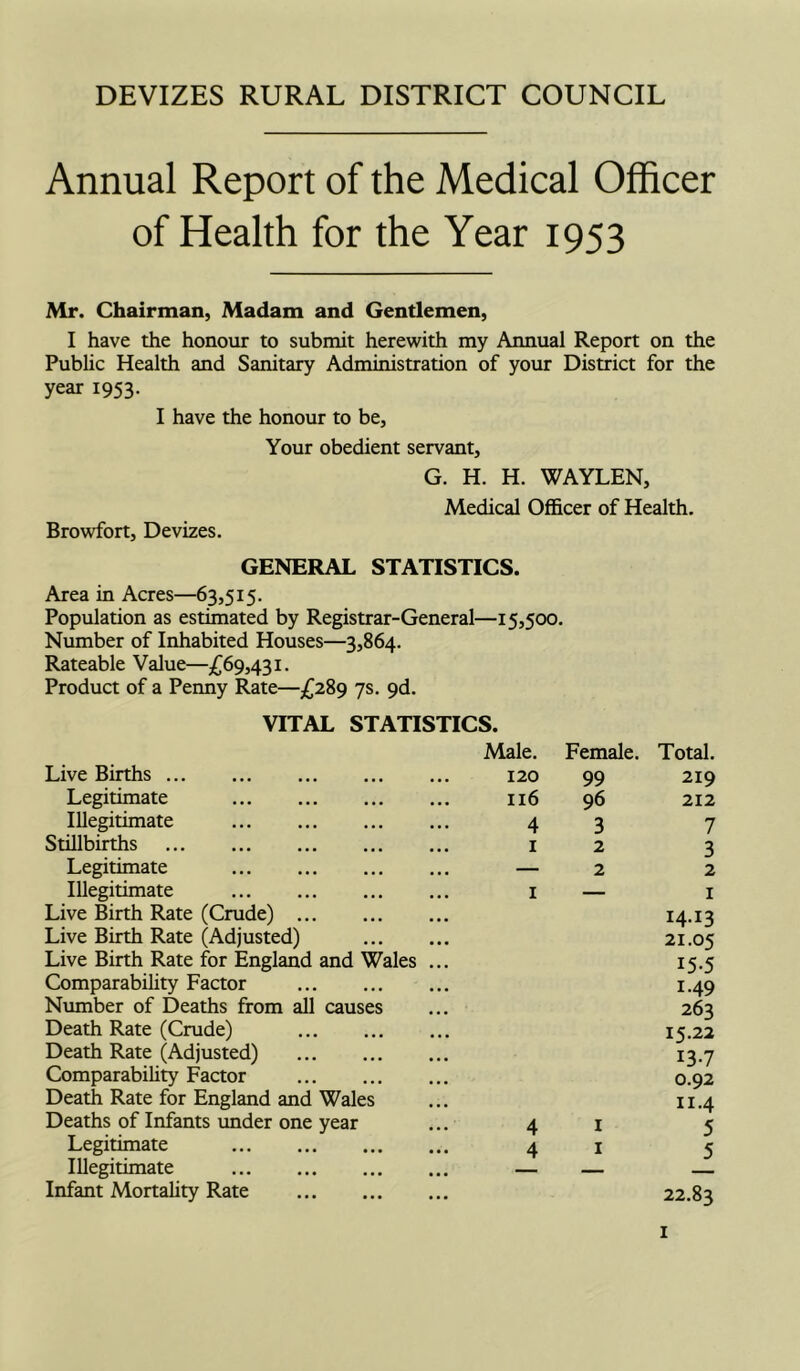 DEVIZES RURAL DISTRICT COUNCIL
Annual Report of the Medical Officer
of Health for the Year 1953
Mr. Chairman, Madam and Gentlemen,
I have the honour to submit herewith my Annual Report on the
Public Health and Sanitary Administration of your District for the
year 1953.
I have the honour to be,
Your obedient servant,
G. H. H. WAYLEN,
Medical Officer of Health.
Browfort, Devizes.
GENERAL STATISTICS.
Area in Acres—63,515.
Population as estimated by Registrar-General—15,500.
Number of Inhabited Houses—3,864.
Rateable Value—£69,431.
Product of a Penny Rate—£289 7s. 9d.
VITAL STATISTICS.
Male. Female. Total.
Live Births ... ... ... ... ... 120 99 219
Legitimate ... ... ... ... 116 96 212
Illegitimate ... ... ... ... 4 3 7
Stillbirths ... ... ... ... ... 1 2 3
Legitimate ... ... ... ... — 2 2
Illegitimate ... ... ... ... 1 — 1
Live Birth Rate (Crude) ... ... ... 14.13
Live Birth Rate (Adjusted) ... ... 21.05
Live Birth Rate for England and Wales ... 15.5
Comparability Factor ... ... ... 1.49
Number of Deaths from all causes ... 263
Death Rate (Crude) ... ... ... 15.22
Death Rate (Adjusted) ... ... ... 13.7
Comparability Factor ... ... ... 0.92
Death Rate for England and Wales ... 11.4
Deaths of Infants under one year ... 4 1 5
Legitimate ... ... ... ... 4 1 5
Illegitimate ... ... ... ... — — —
Infant Mortality Rate ... ... ... 22.83
1